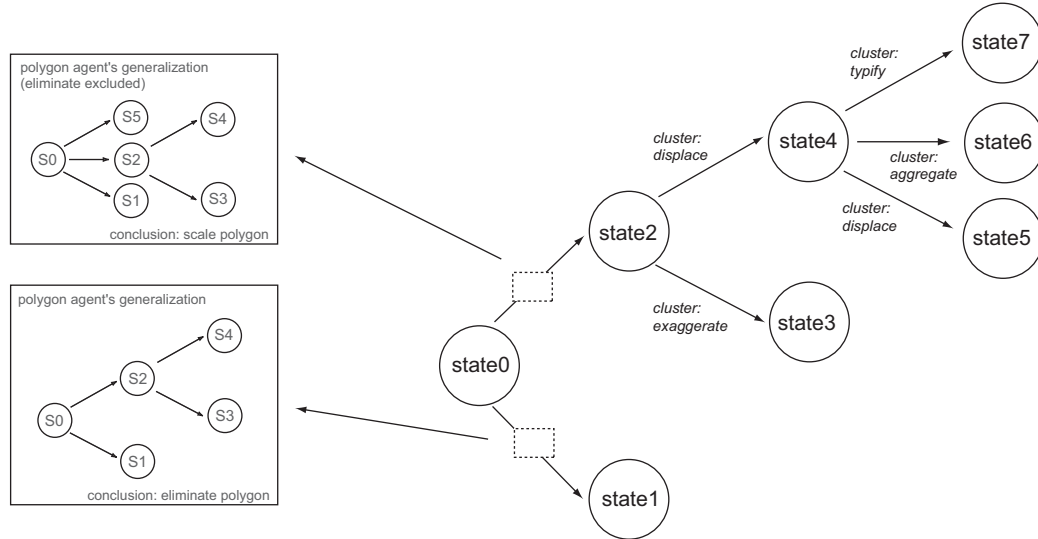 polygon agent's generalization
(eliminate excluded)
S5
S4
S0
S2
S1
S3
conclusion: scale polygon
polygon agent's generalization
S4
S2
S0
S3
S1
conclusion: eliminate polygon
state7
cluster:
typify
cluster:
displace
state4
state6
cluster:
aggregate
state2
cluster:
displace
state5
cluster:
exaggerate
state3
state0
state1